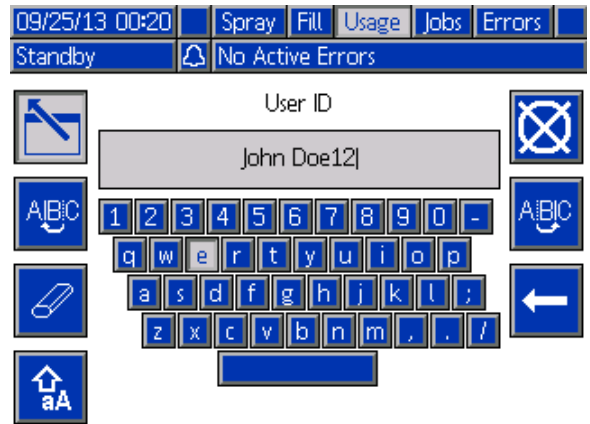 09/25/13 00:20 Spray Fill Usage Jobs Errors
Standby No Active Errors
User ID
John Doe12
ABC 1 2 3 4 5 6 7 8 9 0 - ABC
q w e r t y u i o p
a s d f g h j k l ;
z x c v b n m , . /
aA